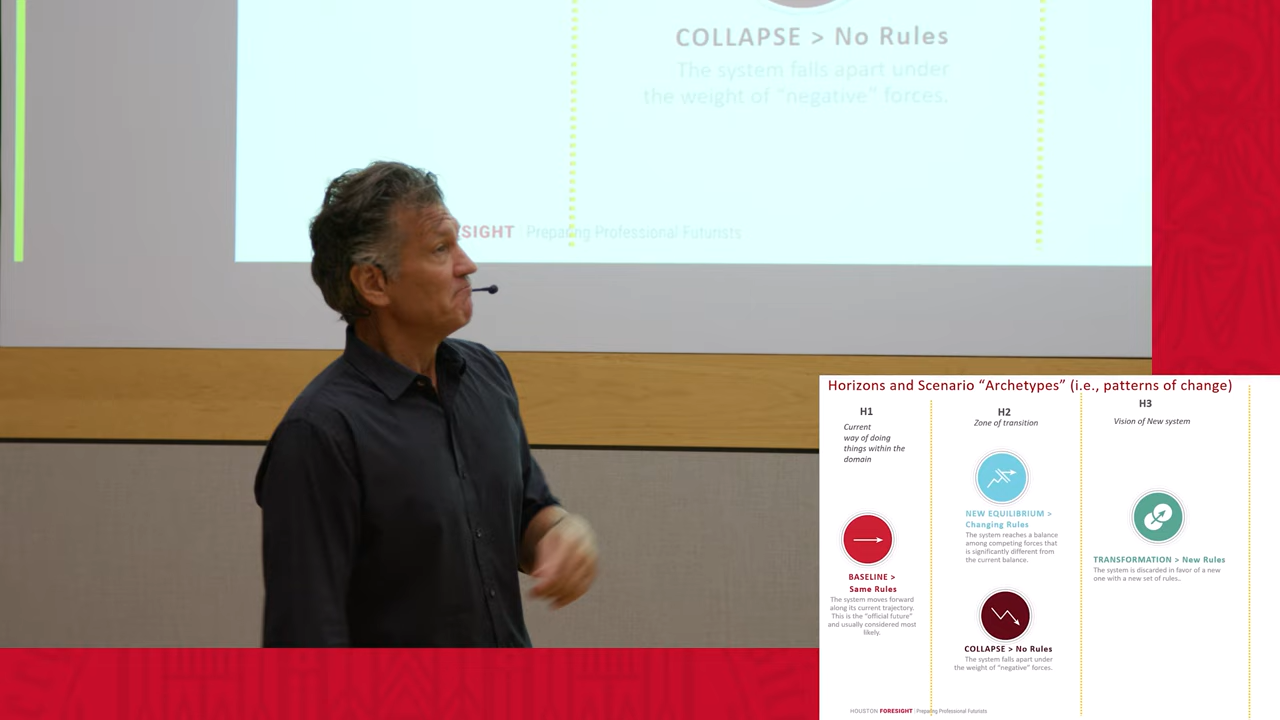 COLLAPSE > No Rules
The system falls apart under
the weight of “negative” forces.
SIGHT Preparing Professional Futurists
Horizons and Scenario “Archetypes” (i.e., patterns of change)
H1
Current
way of doing
things within the
domain
BASELINE >
Same Rules
The system moves forward
along its current trajectory.
This is the “official future”
and usually considered most
likely.
H2
Zone of transition
NEW EQUILIBRIUM >
Changing Rules
The system reaches a balance
among competing forces that
is significantly different from
the current balance.
COLLAPSE > No Rules
The system falls apart under
the weight of “negative” forces.
H3
Vision of New system
TRANSFORMATION > New Rules
The system is discarded in favor of a new
one with a new set of rules..
HOUSTON FORESIGHT Preparing Professional Futurists